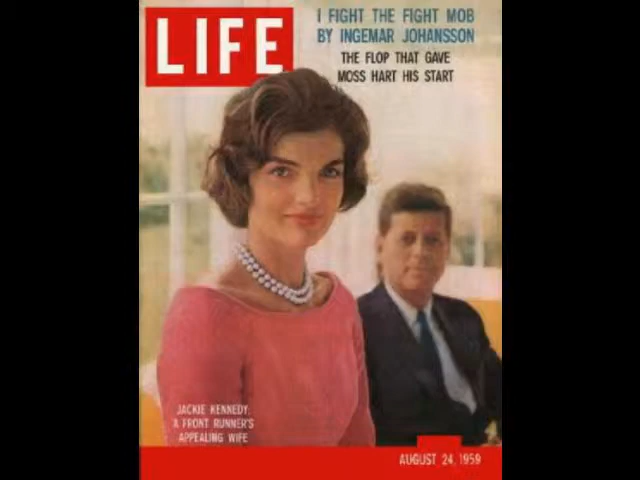 LIFE
I FIGHT THE FIGHT MOB
BY INGEMAR JOHANSSON
THE FLOP THAT GAVE
MOSS HART HIS START
JACKIE KENNEDY:
A FRONT RUNNER'S
APPEALING WIFE
AUGUST 24, 1959